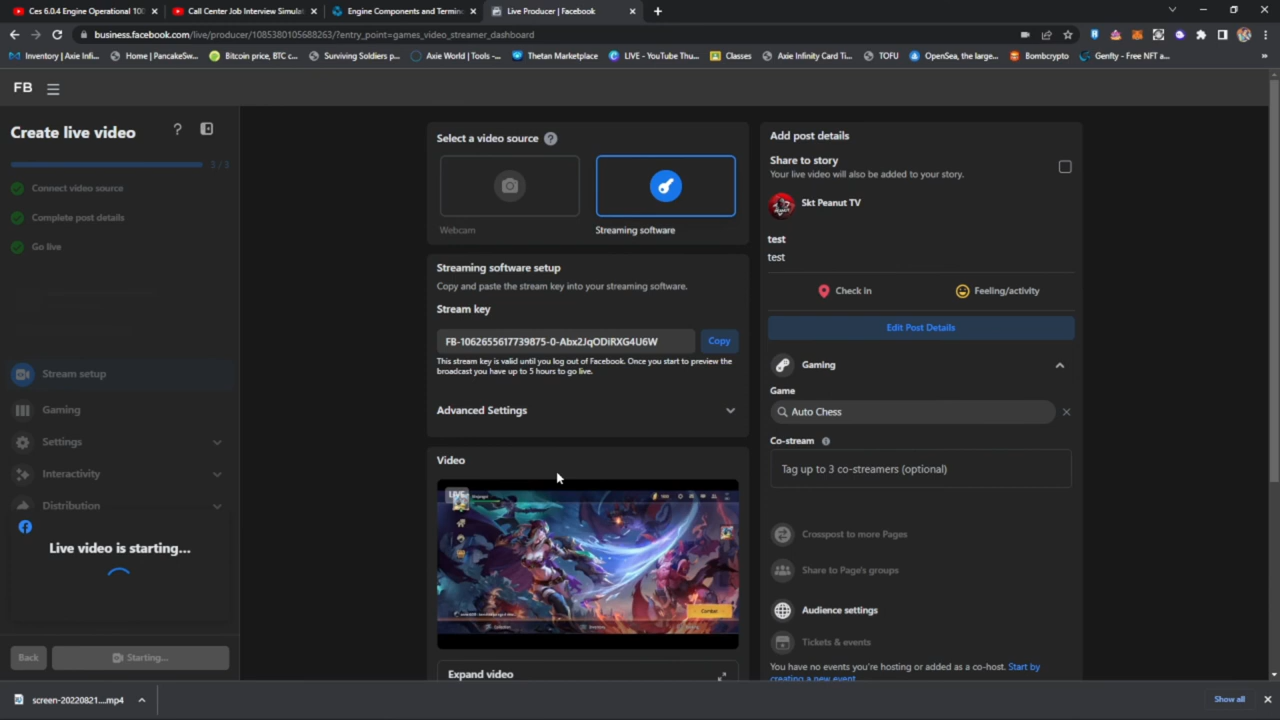 Ces 6.0.4 Engine Operational 100
Call Center Job Interview Simulat
Engine Components and Termin
Live Producer | Facebook
business.facebook.com/live/producer/1085380105688263/?entry_point=games_video_streamer_dashboard
Inventory | Axie Infi...
Home | PancakeSw...
Bitcoin price, BTC c...
Surviving Soldiers p...
Axie World | Tools -...
Thetan Marketplace
LIVE - YouTube Thu...
Classes
Axie Infinity Card Ti...
TOFU
OpenSea, the large...
Bombcrypto
Genfty - Free NFT a...
FB
Create live video
3 / 3
Connect video source
Complete post details
Go live
Stream setup
Gaming
Settings
Interactivity
Distribution
Live video is starting...
Back
Starting...
Select a video source
Webcam
Streaming software
Streaming software setup
Copy and paste the stream key into your streaming software.
Stream key
FB-1062655617739875-0-Abx2JqODiRXG4U6W
Copy
This stream key is valid until you log out of Facebook. Once you start to preview the
broadcast you have up to 5 hours to go live.
Advanced Settings
Video
LIVE
Combat
Expand video
Add post details
Share to story
Your live video will also be added to your story.
Skt Peanut TV
test
test
Check in
Feeling/activity
Edit Post Details
Gaming
Game
Auto Chess
Co-stream
Tag up to 3 co-streamers (optional)
Crosspost to more Pages
Share to Page's groups
Audience settings
Tickets & events
You have no events you're hosting or added as a co-host. Start by
creating a new event.
screen-20220821....mp4
Show all